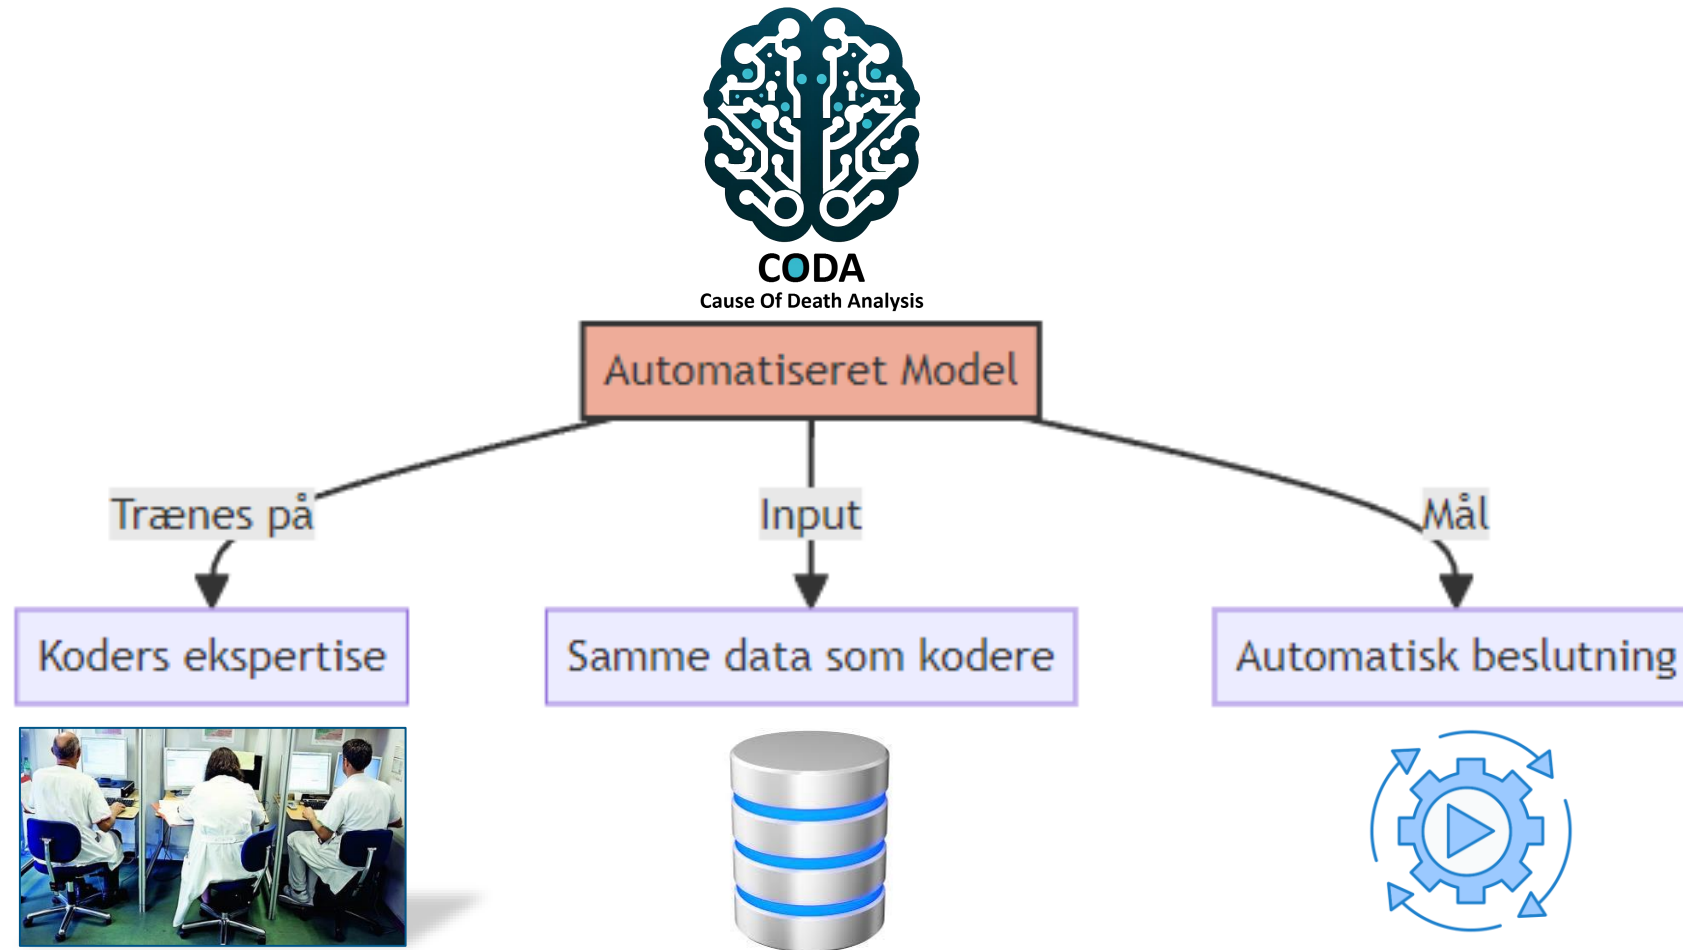 CODA
Cause Of Death Analysis
Automatiseret Model
Trænes på
Input
Mål
Koders ekspertise
Samme data som kodere
Automatisk beslutning